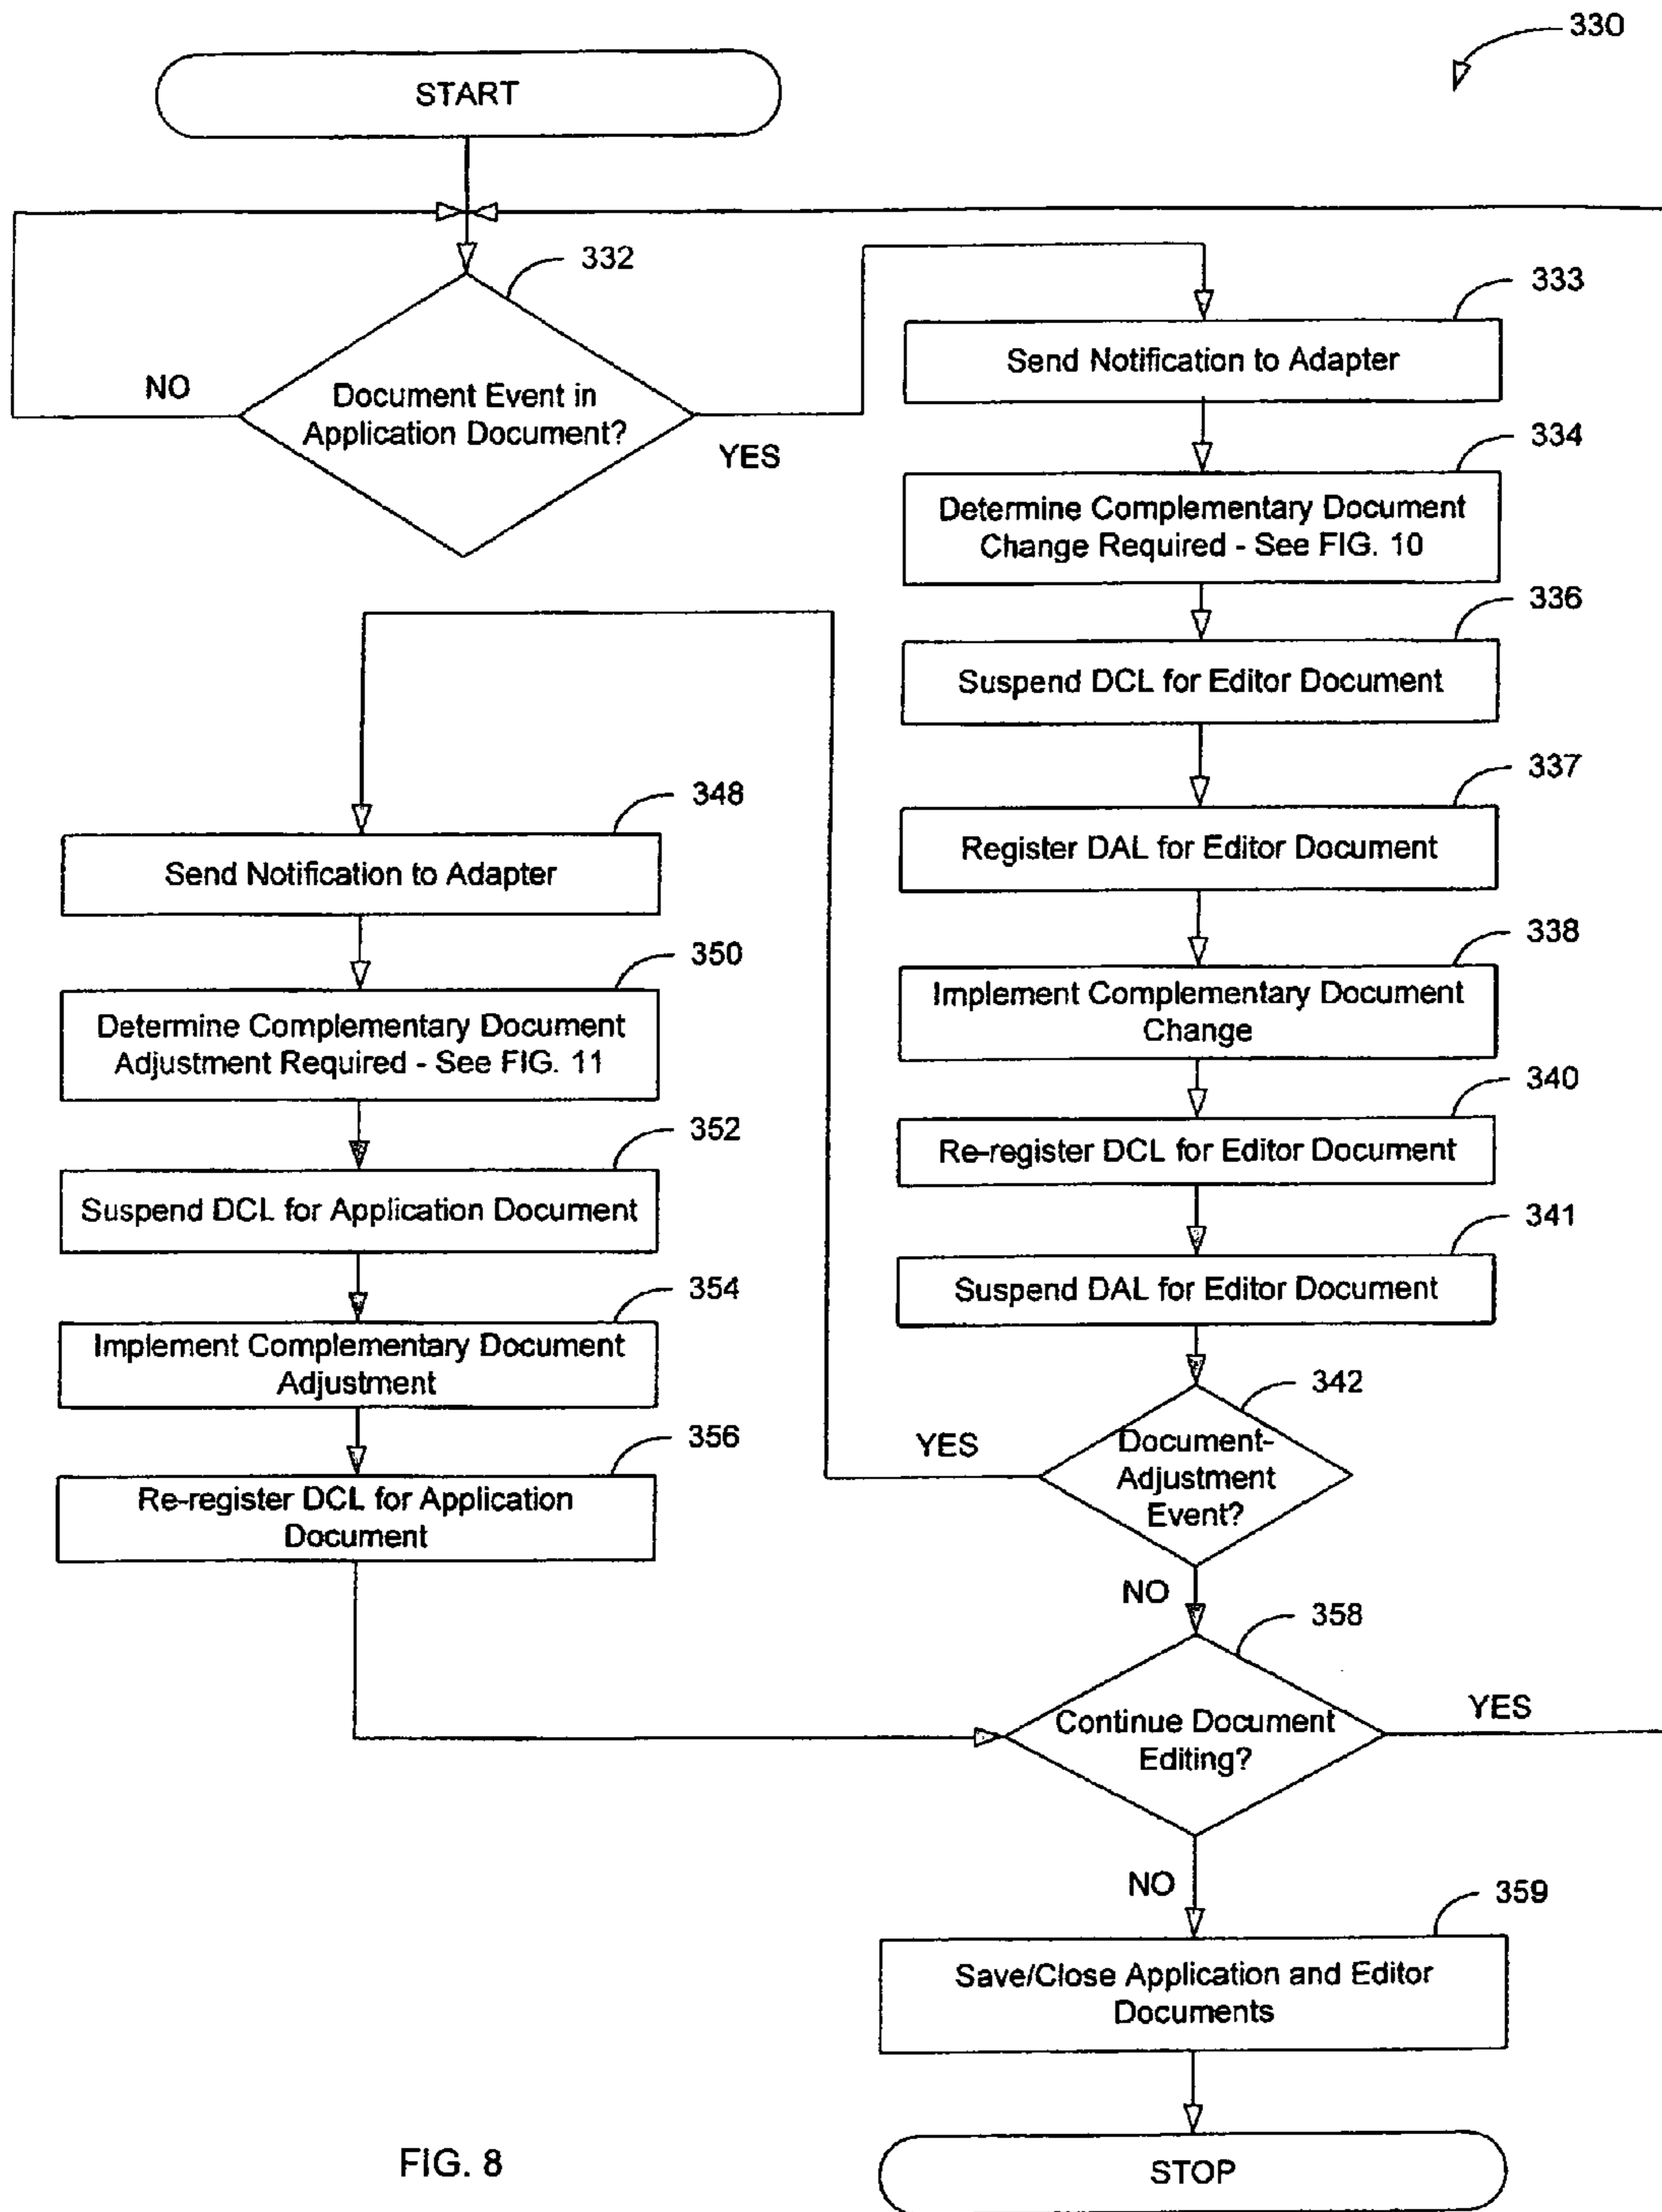 330
START
332
Document Event in
Application Document?
NO
YES
333
Send Notification to Adapter
334
Determine Complementary Document
Change Required - See FIG. 10
336
Suspend DCL for Editor Document
337
Register DAL for Editor Document
338
Implement Complementary Document
Change
340
Re-register DCL for Editor Document
341
Suspend DAL for Editor Document
342
Document-
Adjustment
Event?
YES
NO
348
Send Notification to Adapter
350
Determine Complementary Document
Adjustment Required - See FIG. 11
352
Suspend DCL for Application Document
354
Implement Complementary Document
Adjustment
356
Re-register DCL for Application
Document
358
Continue Document
Editing?
YES
NO
359
Save/Close Application and Editor
Documents
STOP
FIG. 8